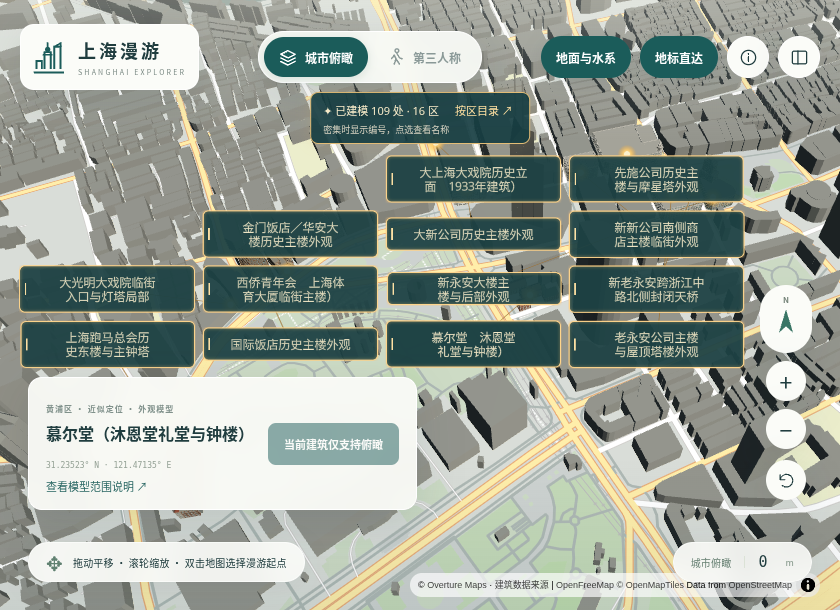 上海漫游
SHANGHAI EXPLORER
城市俯瞰
第三人称
地面与水系
地标直达
✦ 已建模 109 处 · 16 区 按区目录 ↗
密集时显示编号，点选查看名称
大上海大戏院历史立
面 1933年建筑）
先施公司历史主
楼与摩星塔外观
金门饭店／华安大
楼历史主楼外观
大新公司历史主楼外观
新新公司南侧商
店主楼临街外观
大光明大戏院临街
入口与灯塔局部
西侨青年会 上海体
育大厦临街主楼）
新永安大楼主
楼与后部外观
新老永安跨浙江中
路北侧封闭天桥
上海跑马总会历
史东楼与主钟塔
国际饭店历史主楼外观
慕尔堂 沐恩堂
礼堂与钟楼）
老永安公司主楼
与屋顶塔楼外观
N
黄浦区 · 近似定位 · 外观模型
慕尔堂（沐恩堂礼堂与钟楼）
当前建筑仅支持俯瞰
31.23523° N · 121.47135° E
查看模型范围说明 ↗
拖动平移 · 滚轮缩放 · 双击地图选择漫游起点
城市俯瞰 0 m
© Overture Maps · 建筑数据来源 | OpenFreeMap © OpenMapTiles Data from OpenStreetMap